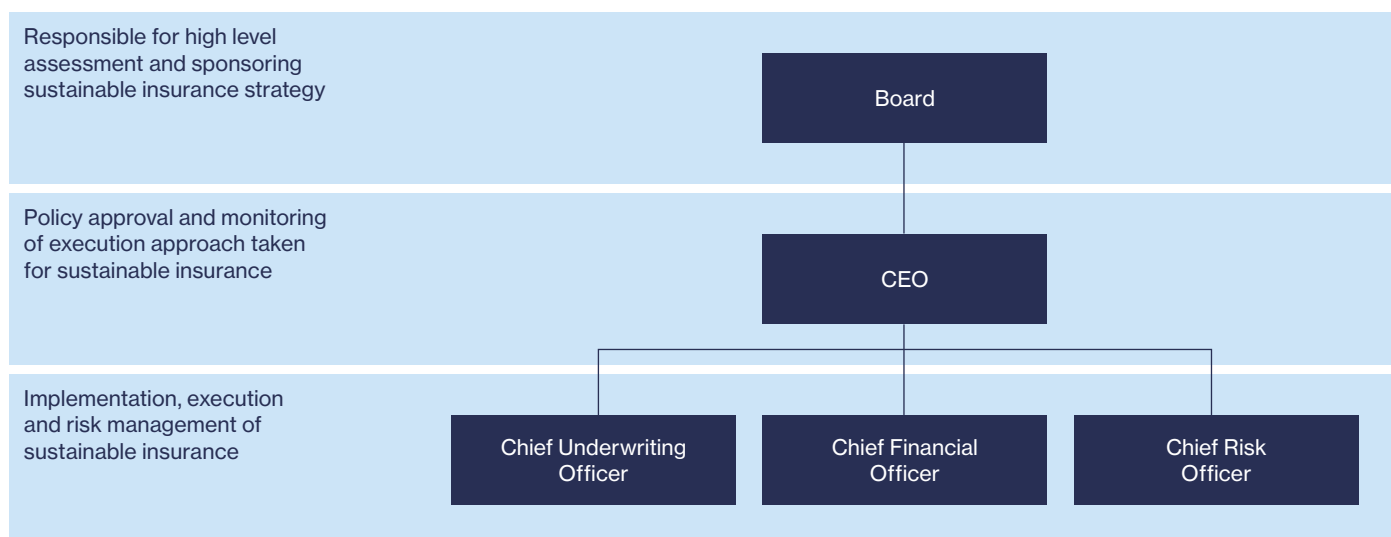 Responsible for high level
assessment and sponsoring
sustainable insurance strategy
Board
Policy approval and monitoring
of execution approach taken
for sustainable insurance
CEO
Implementation, execution
and risk management of
sustainable insurance
Chief Underwriting
Officer
Chief Financial
Officer
Chief Risk
Officer